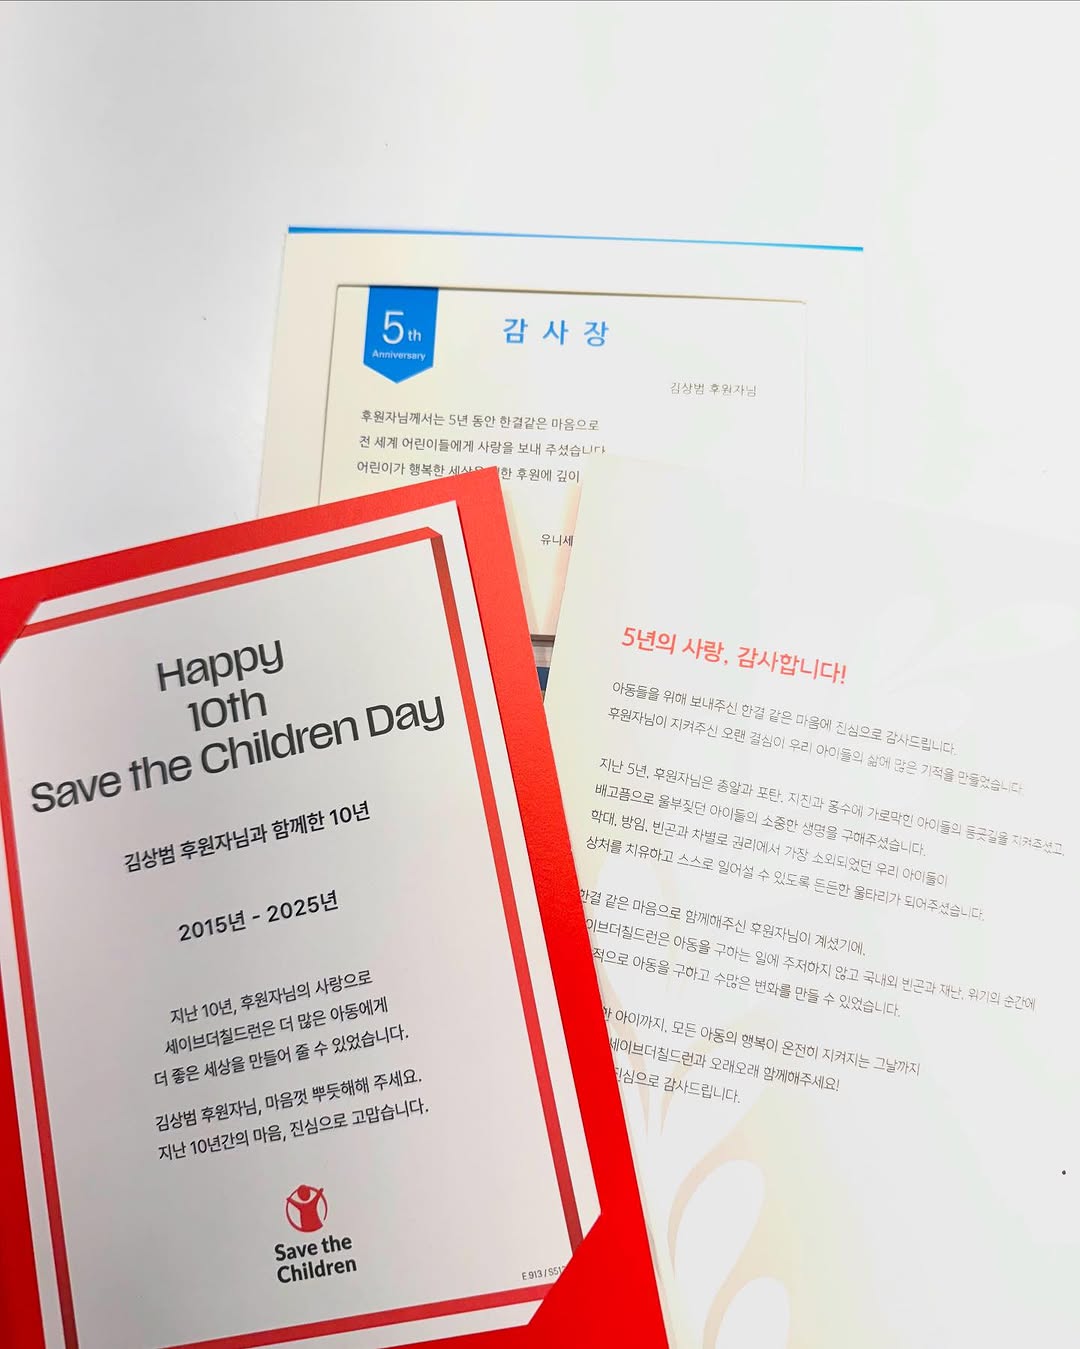 5th
Anniversary
감 사 장
김상범 후원자님
후원자님께서는 5년 동안 한결같은 마음으로
전 세계 어린이들에게 사랑을 보내 주셨습니다
어린이가 행복한 세상을 한 후원에 깊이
유니세
Happy
10th
Save the Children Day
김상범 후원자님과 함께한 10년
2015년 - 2025년
지난 10년, 후원자님의 사랑으로
세이브더칠드런은 더 많은 아동에게
더 좋은 세상을 만들어 줄 수 있었습니다.
김상범 후원자님, 마음껏 뿌듯해해 주세요.
지난 10년간의 마음, 진심으로 고맙습니다.
Save the
Children
E.913 / S51
5년의 사랑, 감사합니다!
아동들을 위해 보내주신 한결 같은 마음에 진심으로 감사드립니다.
후원자님이 지켜주신 오랜 결심이 우리 아이들의 삶에 많은 기적을 만들었습니다.
지난 5년, 후원자님은 총알과 포탄, 지진과 홍수에 가로막힌 아이들의 등굣길을 지켜주셨고,
배고픔으로 울부짖던 아이들의 소중한 생명을 구해주셨습니다.
학대, 방임, 빈곤과 차별로 권리에서 가장 소외되었던 우리 아이들이
상처를 치유하고 스스로 일어설 수 있도록 든든한 울타리가 되어주셨습니다.
한결 같은 마음으로 함께해주신 후원자님이 계셨기에,
이브더칠드런은 아동을 구하는 일에 주저하지 않고 국내외 빈곤과 재난, 위기의 순간에
적으로 아동을 구하고 수많은 변화를 만들 수 있었습니다.
한 아이까지, 모든 아동의 행복이 온전히 지켜지는 그날까지
세이브더칠드런과 오래오래 함께해주세요!
진심으로 감사드립니다.